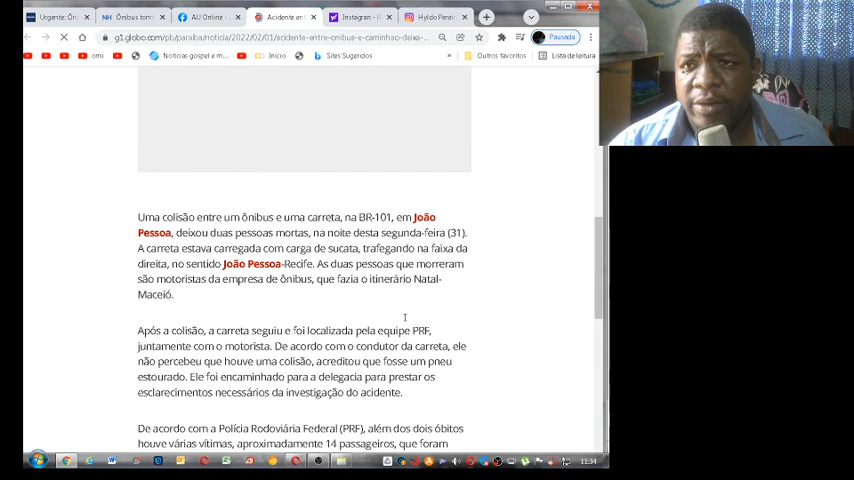 Urgente: Ôni
Ônibus tomb
AU Online -
Acidente en
Instagran - P
Hyldo Perei
g1.globo.com/pb/paraiba/noticia/2022/02/01/acidente-entre-onibus-e-caminhao-deixa-...
Pausada
omi
Notícias gospel e m...
Início
Sites Sugeridos
»
Outros favoritos
Lista de leitura
Uma colisão entre um ônibus e uma carreta, na BR-101, em João
Pessoa, deixou duas pessoas mortas, na noite desta segunda-feira (31).
A carreta estava carregada com carga de sucata, trafegando na faixa da
direita, no sentido João Pessoa-Recife. As duas pessoas que morreram
são motoristas da empresa de ônibus, que fazia o itinerário Natal-
Maceió.
Após a colisão, a carreta seguiu e foi localizada pela equipe PRF,
juntamente com o motorista. De acordo com o condutor da carreta, ele
não percebeu que houve uma colisão, acreditou que fosse um pneu
estourado. Ele foi encaminhado para a delegacia para prestar os
esclarecimentos necessários da investigação do acidente.
De acordo com a Polícia Rodoviária Federal (PRF), além dos dois óbitos
houve várias vítimas, aproximadamente 14 passageiros, que foram
11:34